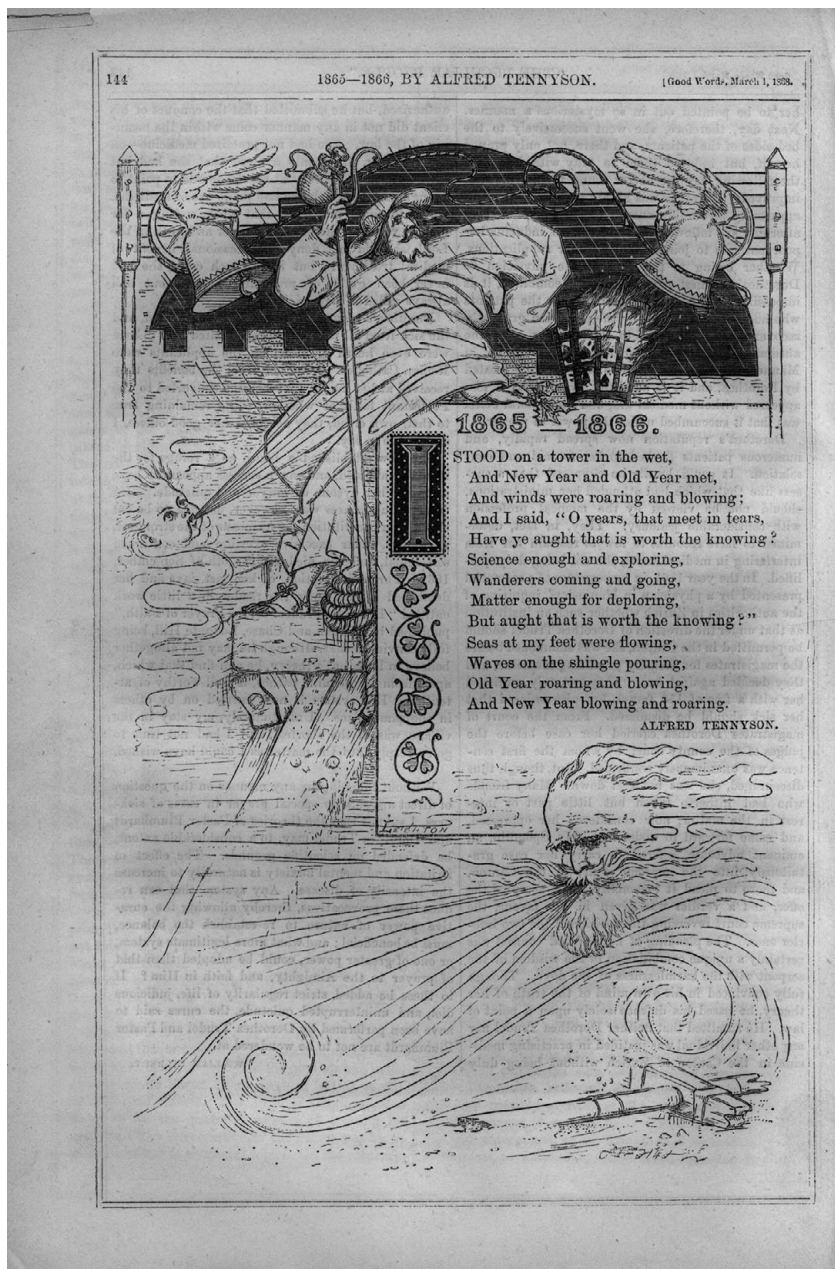 144
1865—1866, BY ALFRED TENNYSON.
[Good Words, March 1, 1868.
1865 — 1866.
I STOOD on a tower in the wet,
And New Year and Old Year met,
And winds were roaring and blowing;
And I said, "O years, that meet in tears,
Have ye aught that is worth the knowing?
Science enough and exploring,
Wanderers coming and going,
Matter enough for deploring,
But aught that is worth the knowing?"
Seas at my feet were flowing,
Waves on the shingle pouring,
Old Year roaring and blowing,
And New Year blowing and roaring.
ALFRED TENNYSON.
LEIGHTON